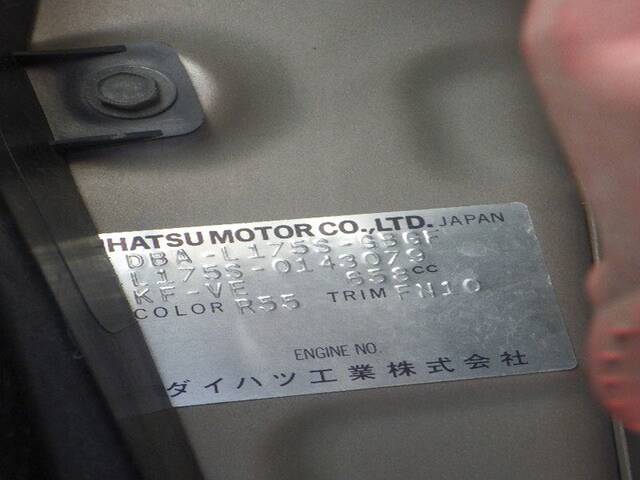 IHATSU MOTOR CO.,LTD. JAPAN
DBA-L175S-GBGF
L175S-0143079
KF-VE 658CC
COLOR R55 TRIM FN10
ENGINE NO.
ダイハツ工業株式会社